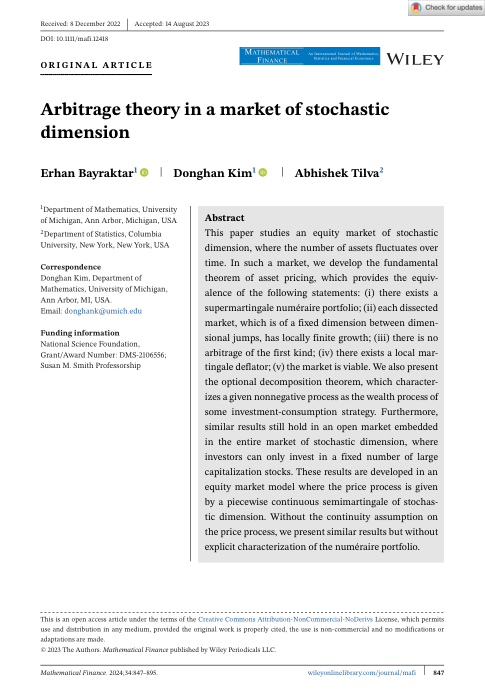 Check for updates
Received: 8 December 2022 | Accepted: 14 August 2023
DOI: 10.1111/mafi.12418
ORIGINAL ARTICLE
MATHEMATICAL FINANCE
An International Journal of Mathematics, Statistics and Financial Economics
WILEY
Arbitrage theory in a market of stochastic
dimension
Erhan Bayraktar1 | Donghan Kim1 | Abhishek Tilva2
1Department of Mathematics, University
of Michigan, Ann Arbor, Michigan, USA
2Department of Statistics, Columbia
University, New York, New York, USA
Correspondence
Donghan Kim, Department of
Mathematics, University of Michigan,
Ann Arbor, MI, USA.
Email: donghank@umich.edu
Funding information
National Science Foundation,
Grant/Award Number: DMS-2106556;
Susan M. Smith Professorship
Abstract
This paper studies an equity market of stochastic
dimension, where the number of assets fluctuates over
time. In such a market, we develop the fundamental
theorem of asset pricing, which provides the equiv-
alence of the following statements: (i) there exists a
supermartingale numéraire portfolio; (ii) each dissected
market, which is of a fixed dimension between dimen-
sional jumps, has locally finite growth; (iii) there is no
arbitrage of the first kind; (iv) there exists a local mar-
tingale deflator; (v) the market is viable. We also present
the optional decomposition theorem, which character-
izes a given nonnegative process as the wealth process of
some investment-consumption strategy. Furthermore,
similar results still hold in an open market embedded
in the entire market of stochastic dimension, where
investors can only invest in a fixed number of large
capitalization stocks. These results are developed in an
equity market model where the price process is given
by a piecewise continuous semimartingale of stochas-
tic dimension. Without the continuity assumption on
the price process, we present similar results but without
explicit characterization of the numéraire portfolio.
This is an open access article under the terms of the Creative Commons Attribution-NonCommercial-NoDerivs License, which permits
use and distribution in any medium, provided the original work is properly cited, the use is non-commercial and no modifications or
adaptations are made.
© 2023 The Authors. Mathematical Finance published by Wiley Periodicals LLC.
Mathematical Finance. 2024;34:847–895.
wileyonlinelibrary.com/journal/mafi | 847